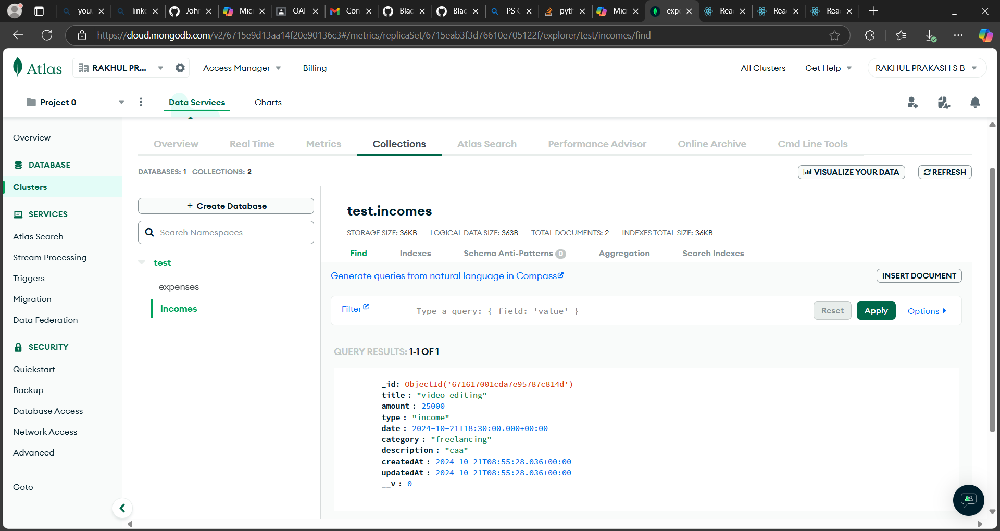 youi
linke
John
Micr
OAI
Con
Blac
Blac
PS C
pyth
Micr
expe
Rea
Rea
Rea
https://cloud.mongodb.com/v2/6715e9d13aa14f20e90136c3#/metrics/replicaSet/6715eab3f3d76610e705122f/explorer/test/incomes/find
Atlas RAKHUL PR... Access Manager Billing All Clusters Get Help RAKHUL PRAKASH S B
Project 0 Data Services Charts
Overview
DATABASE
Clusters
SERVICES
Atlas Search
Stream Processing
Triggers
Migration
Data Federation
SECURITY
Quickstart
Backup
Database Access
Network Access
Advanced
Goto
Overview Real Time Metrics Collections Atlas Search Performance Advisor Online Archive Cmd Line Tools
DATABASES: 1 COLLECTIONS: 2 VISUALIZE YOUR DATA REFRESH
+ Create Database
Search Namespaces
test
expenses
incomes
test.incomes
STORAGE SIZE: 36KB LOGICAL DATA SIZE: 363B TOTAL DOCUMENTS: 2 INDEXES TOTAL SIZE: 36KB
Find Indexes Schema Anti-Patterns 0 Aggregation Search Indexes
Generate queries from natural language in Compass INSERT DOCUMENT
Filter Type a query: { field: 'value' } Reset Apply Options
QUERY RESULTS: 1-1 OF 1
_id: ObjectId('671617001cda7e95787c814d')
title : "video editing"
amount : 25000
type : "income"
date : 2024-10-21T18:30:00.000+00:00
category : "freelancing"
description : "caa"
createdAt : 2024-10-21T08:55:28.036+00:00
updatedAt : 2024-10-21T08:55:28.036+00:00
__v : 0